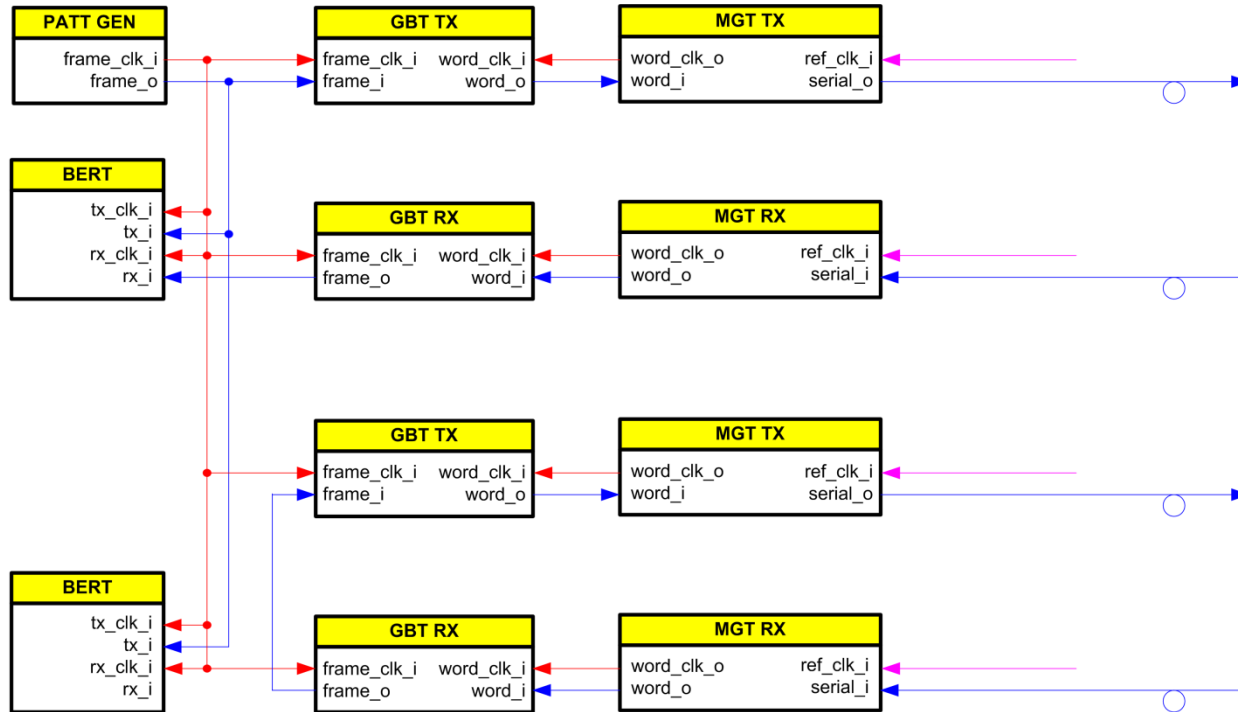 PATT GEN
frame_clk_i
frame_o
GBT TX
frame_clk_i word_clk_i
frame_i word_o
MGT TX
word_clk_o ref_clk_i
word_i serial_o
BERT
tx_clk_i
tx_i
rx_clk_i
rx_i
GBT RX
frame_clk_i word_clk_i
frame_o word_i
MGT RX
word_clk_o ref_clk_i
word_o serial_i
GBT TX
frame_clk_i word_clk_i
frame_i word_o
MGT TX
word_clk_o ref_clk_i
word_i serial_o
BERT
tx_clk_i
tx_i
rx_clk_i
rx_i
GBT RX
frame_clk_i word_clk_i
frame_o word_i
MGT RX
word_clk_o ref_clk_i
word_o serial_i